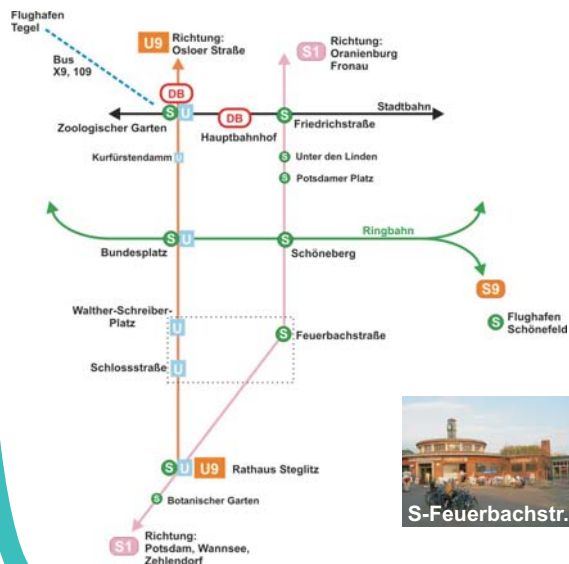 Flughafen
Tegel
Bus
X9, 109
U9
Richtung:
Osloer Straße
S1
Richtung:
Oranienburg
Fronau
DB
S U
Zoologischer Garten
DB
Hauptbahnhof
S
Friedrichstraße
Stadtbahn
Kurfürstendamm U
S Unter den Linden
S Potsdamer Platz
S U
Bundesplatz
S
Schöneberg
Ringbahn
S9
S Flughafen
Schönefeld
Walther-Schreiber-
Platz
U
S Feuerbachstraße
Schlossstraße U
S U U9 Rathaus Steglitz
S Botanischer Garten
S1
Richtung:
Potsdam, Wannsee,
Zehlendorf
S-Feuerbachstr.